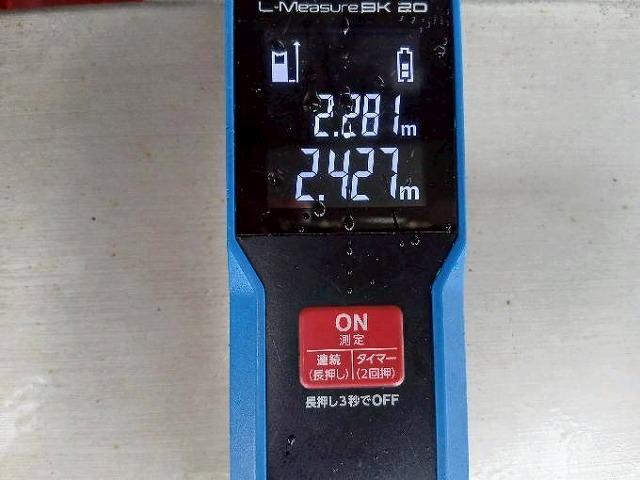 L-Measure BK 20
2.281m
2.427m
ON
測定
連続 タイマー
(長押し) (2回押)
長押し3秒でOFF